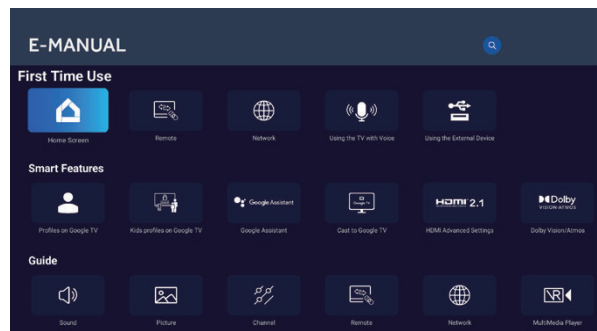 E-MANUAL
First Time Use
Home Screen
Remote
Network
Using the TV with Voice
Using the External Device
Smart Features
Google Assistant
Google TV
HDMI 2.1
Dolby
VISION·ATMOS
Profiles on Google TV
Kids profiles on Google TV
Google Assistant
Cast to Google TV
HDMI Advanced Settings
Dolby Vision/Atmos
Guide
Sound
Picture
Channel
Remote
Network
MultiMedia Player